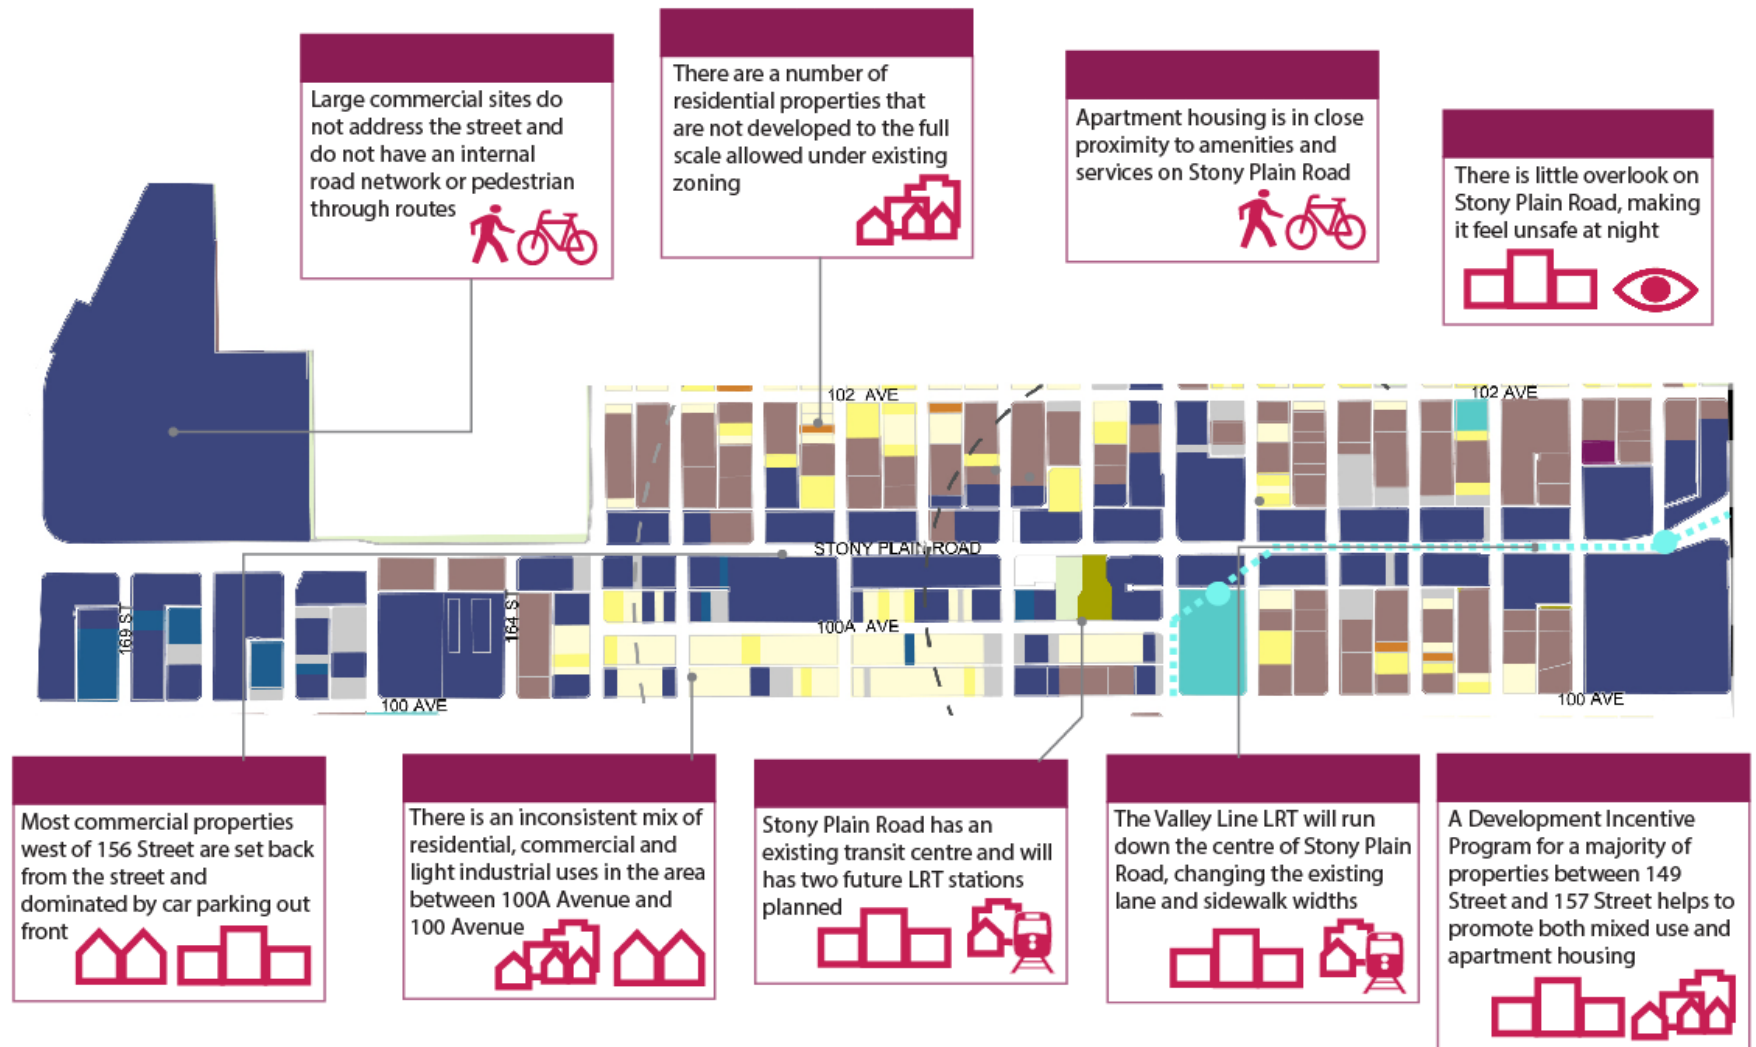 There are a number of
residential properties that
are not developed to the full
scale allowed under existing
zoning
Large commercial sites do
not address the street and
do not have an internal
road network or pedestrian
through routes
Apartment housing is in close
proximity to amenities and
services on Stony Plain Road
There is little overlook on
Stony Plain Road, making
it feel unsafe at night
102 AVE
102 AVE
STONY PLAIN ROAD
169 ST
164 ST
100A AVE
100 AVE
100 AVE
Most commercial properties
west of 156 Street are set back
from the street and
dominated by car parking out
front
There is an inconsistent mix of
residential, commercial and
light industrial uses in the area
between 100A Avenue and
100 Avenue
Stony Plain Road has an
existing transit centre and will
has two future LRT stations
planned
The Valley Line LRT will run
down the centre of Stony Plain
Road, changing the existing
lane and sidewalk widths
A Development Incentive
Program for a majority of
properties between 149
Street and 157 Street helps to
promote both mixed use and
apartment housing